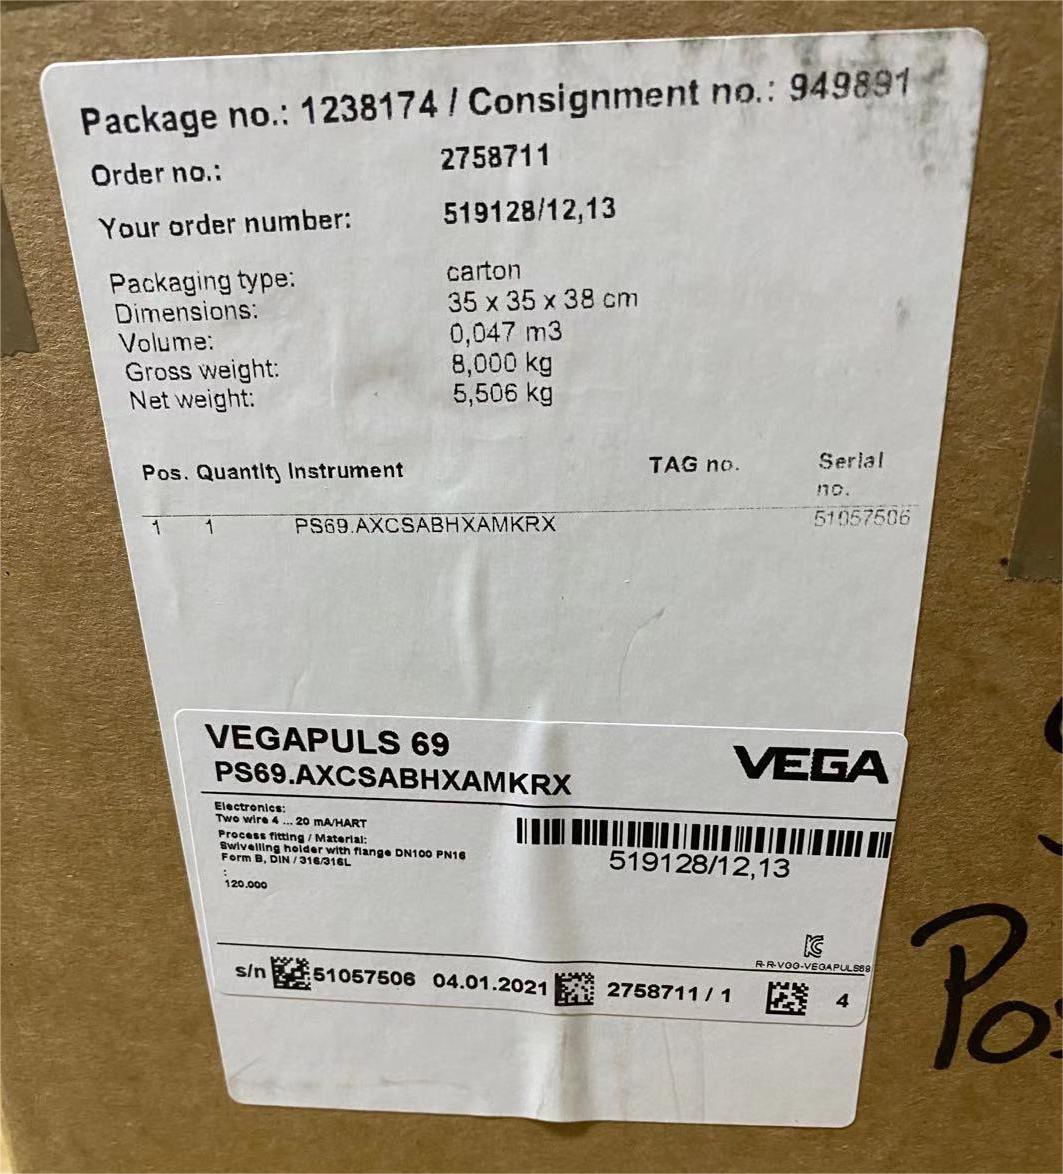 Package no.: 1238174 / Consignment no.: 949891
Order no.: 2758711
Your order number: 519128/12,13
Packaging type: carton
Dimensions: 35 x 35 x 38 cm
Volume: 0,047 m3
Gross weight: 8,000 kg
Net weight: 5,506 kg
Pos. Quantity Instrument TAG no. Serial
no.
1 1 PS69.AXCSABHXAMKRX 51057506
VEGAPULS 69
PS69.AXCSABHXAMKRX
VEGA
Electronics:
Two wire 4 ... 20 mA/HART
Process fitting / Material:
Swivelling holder with flange DN100 PN16
Form B, DIN / 316/316L
:
120.000
519128/12,13
R-R-VGG-VEGAPULS69
s/n 51057506 04.01.2021 2758711 / 1 4